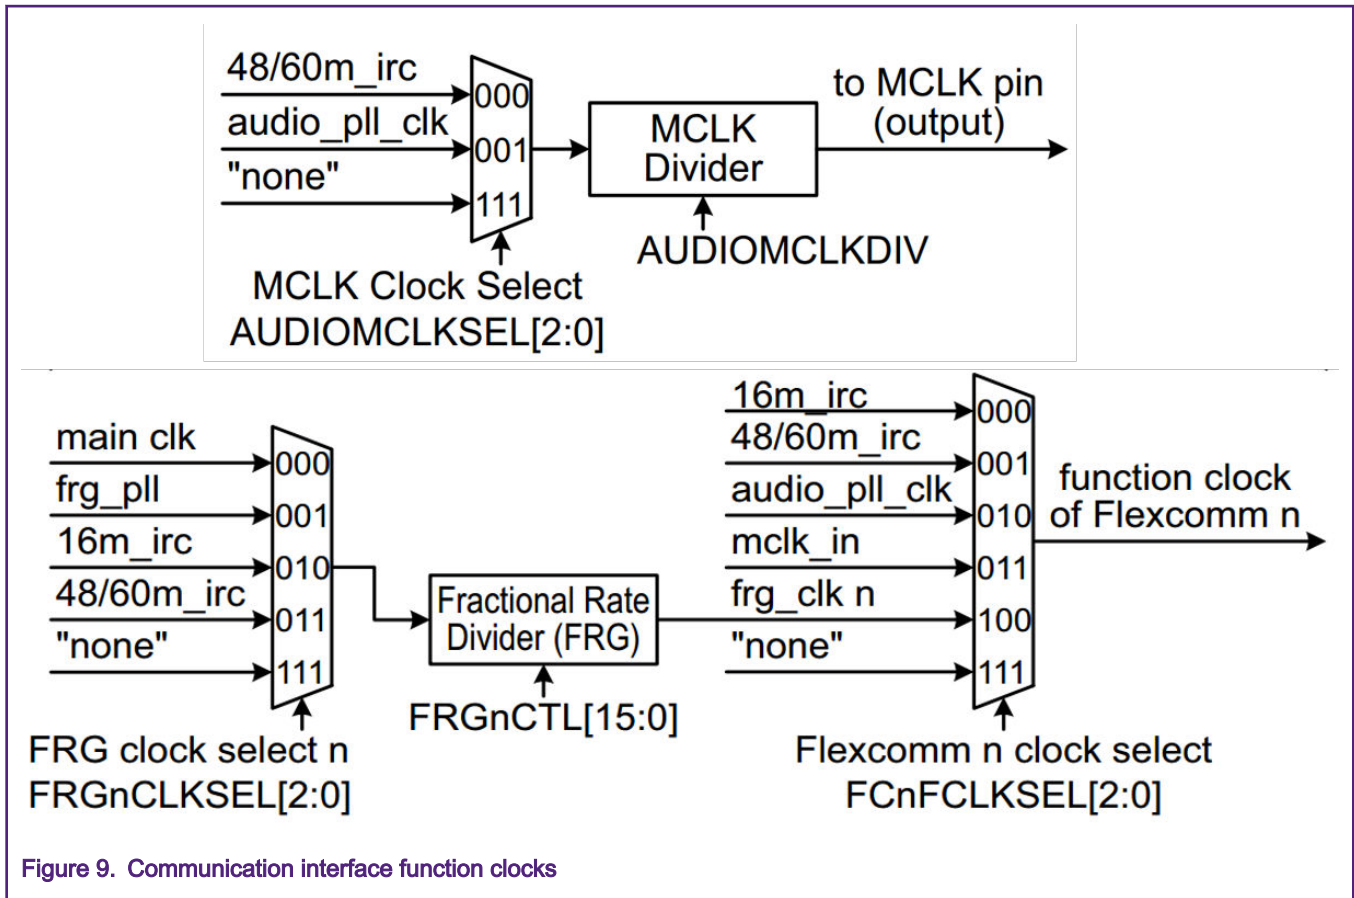 48/60m_irc
audio_pll_clk
"none"
000
001
111
MCLK
Divider
to MCLK pin
(output)
AUDIOMCLKDIV
MCLK Clock Select
AUDIOMCLKSEL[2:0]
main clk
frg_pll
16m_irc
48/60m_irc
"none"
000
001
010
011
111
Fractional Rate
Divider (FRG)
FRGnCTL[15:0]
FRG clock select n
FRGnCLKSEL[2:0]
16m_irc
48/60m_irc
audio_pll_clk
mclk_in
frg_clk n
"none"
000
001
010
011
100
111
function clock
of Flexcomm n
Flexcomm n clock select
FCnFCLKSEL[2:0]
Figure 9. Communication interface function clocks